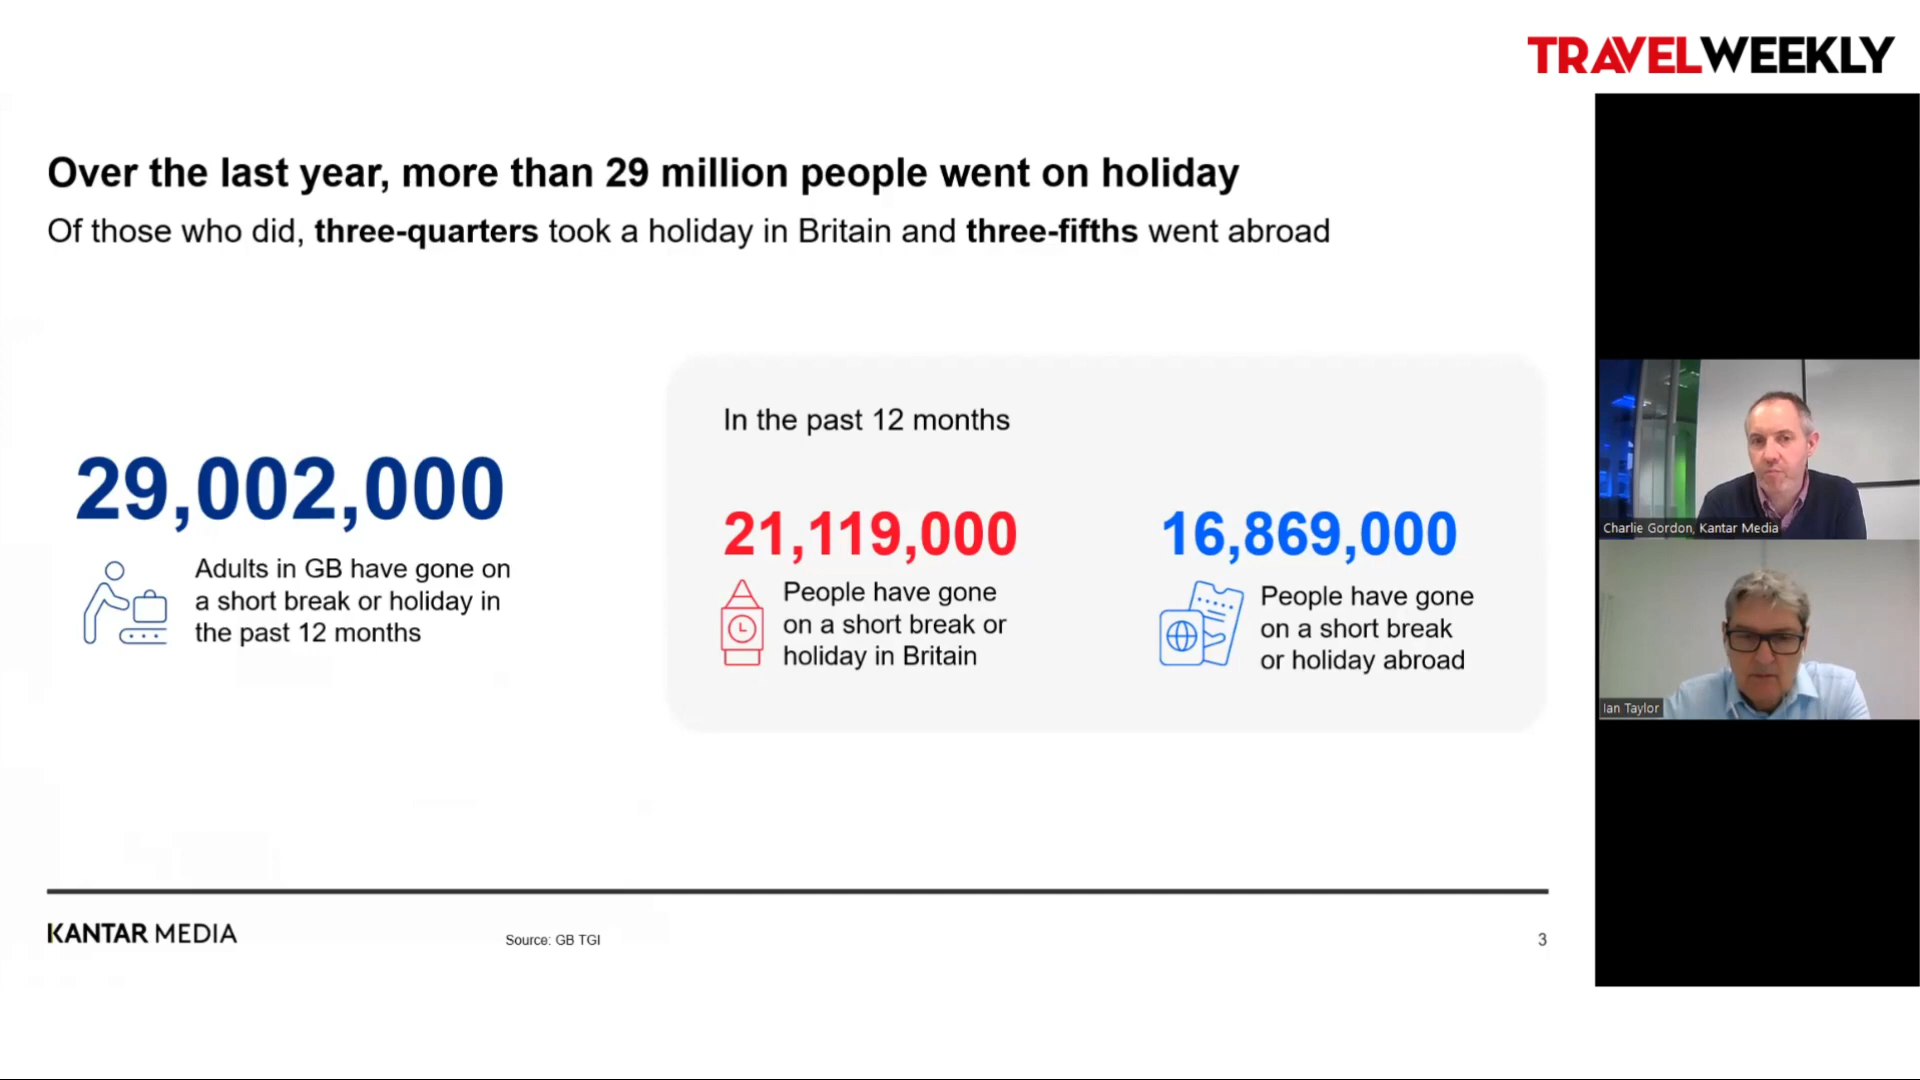 TRAVELWEEKLY
Over the last year, more than 29 million people went on holiday
Of those who did, three-quarters took a holiday in Britain and three-fifths went abroad
29,002,000
Adults in GB have gone on
a short break or holiday in
the past 12 months
In the past 12 months
21,119,000
People have gone
on a short break or
holiday in Britain
16,869,000
People have gone
on a short break
or holiday abroad
Charlie Gordon, Kantar Media
Ian Taylor
KANTAR MEDIA
Source: GB TGI
3